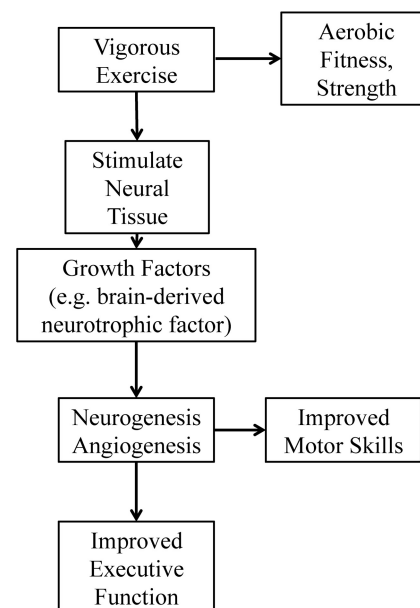 Vigorous
Exercise
Aerobic
Fitness,
Strength
Stimulate
Neural
Tissue
Growth Factors
(e.g. brain-derived
neurotrophic factor)
Neurogenesis
Angiogenesis
Improved
Motor Skills
Improved
Executive
Function